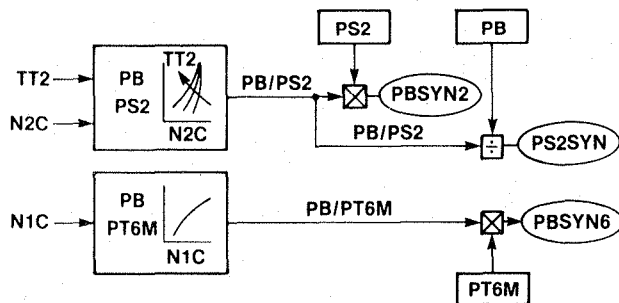 PS2
PB
TT2
PB
PS2
TT2
N2C
PB/PS2
PBSYN2
N2C
PB/PS2
÷
PS2SYN
N1C
PB
PT6M
N1C
PB/PT6M
PBSYN6
PT6M